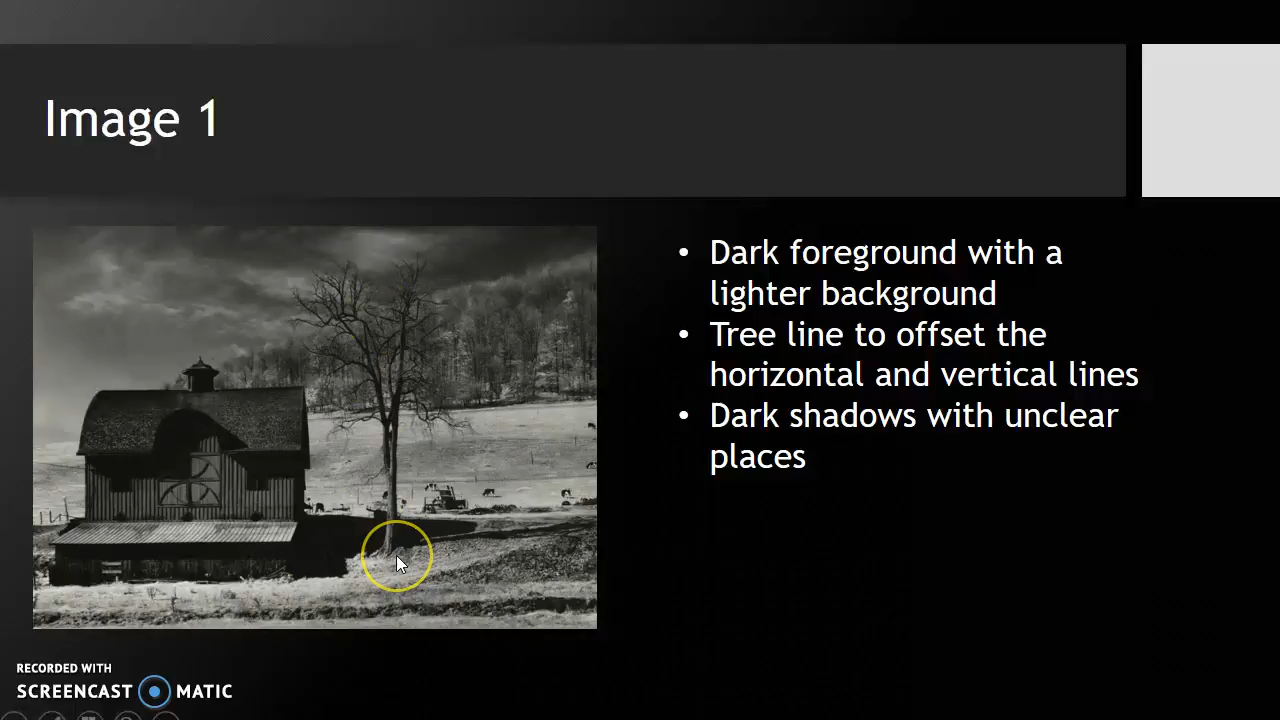 Image 1
• Dark foreground with a
lighter background
• Tree line to offset the
horizontal and vertical lines
• Dark shadows with unclear
places
RECORDED WITH
SCREENCAST MATIC